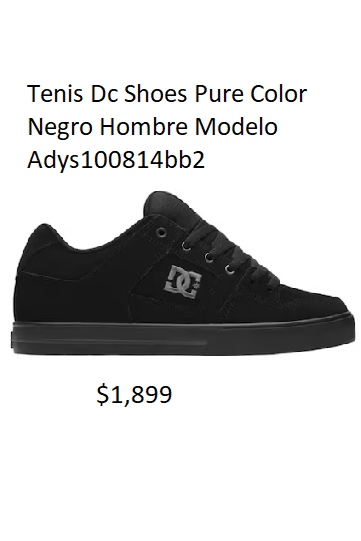 Tenis Dc Shoes Pure Color
Negro Hombre Modelo
Adys100814bb2
DC
$1,899